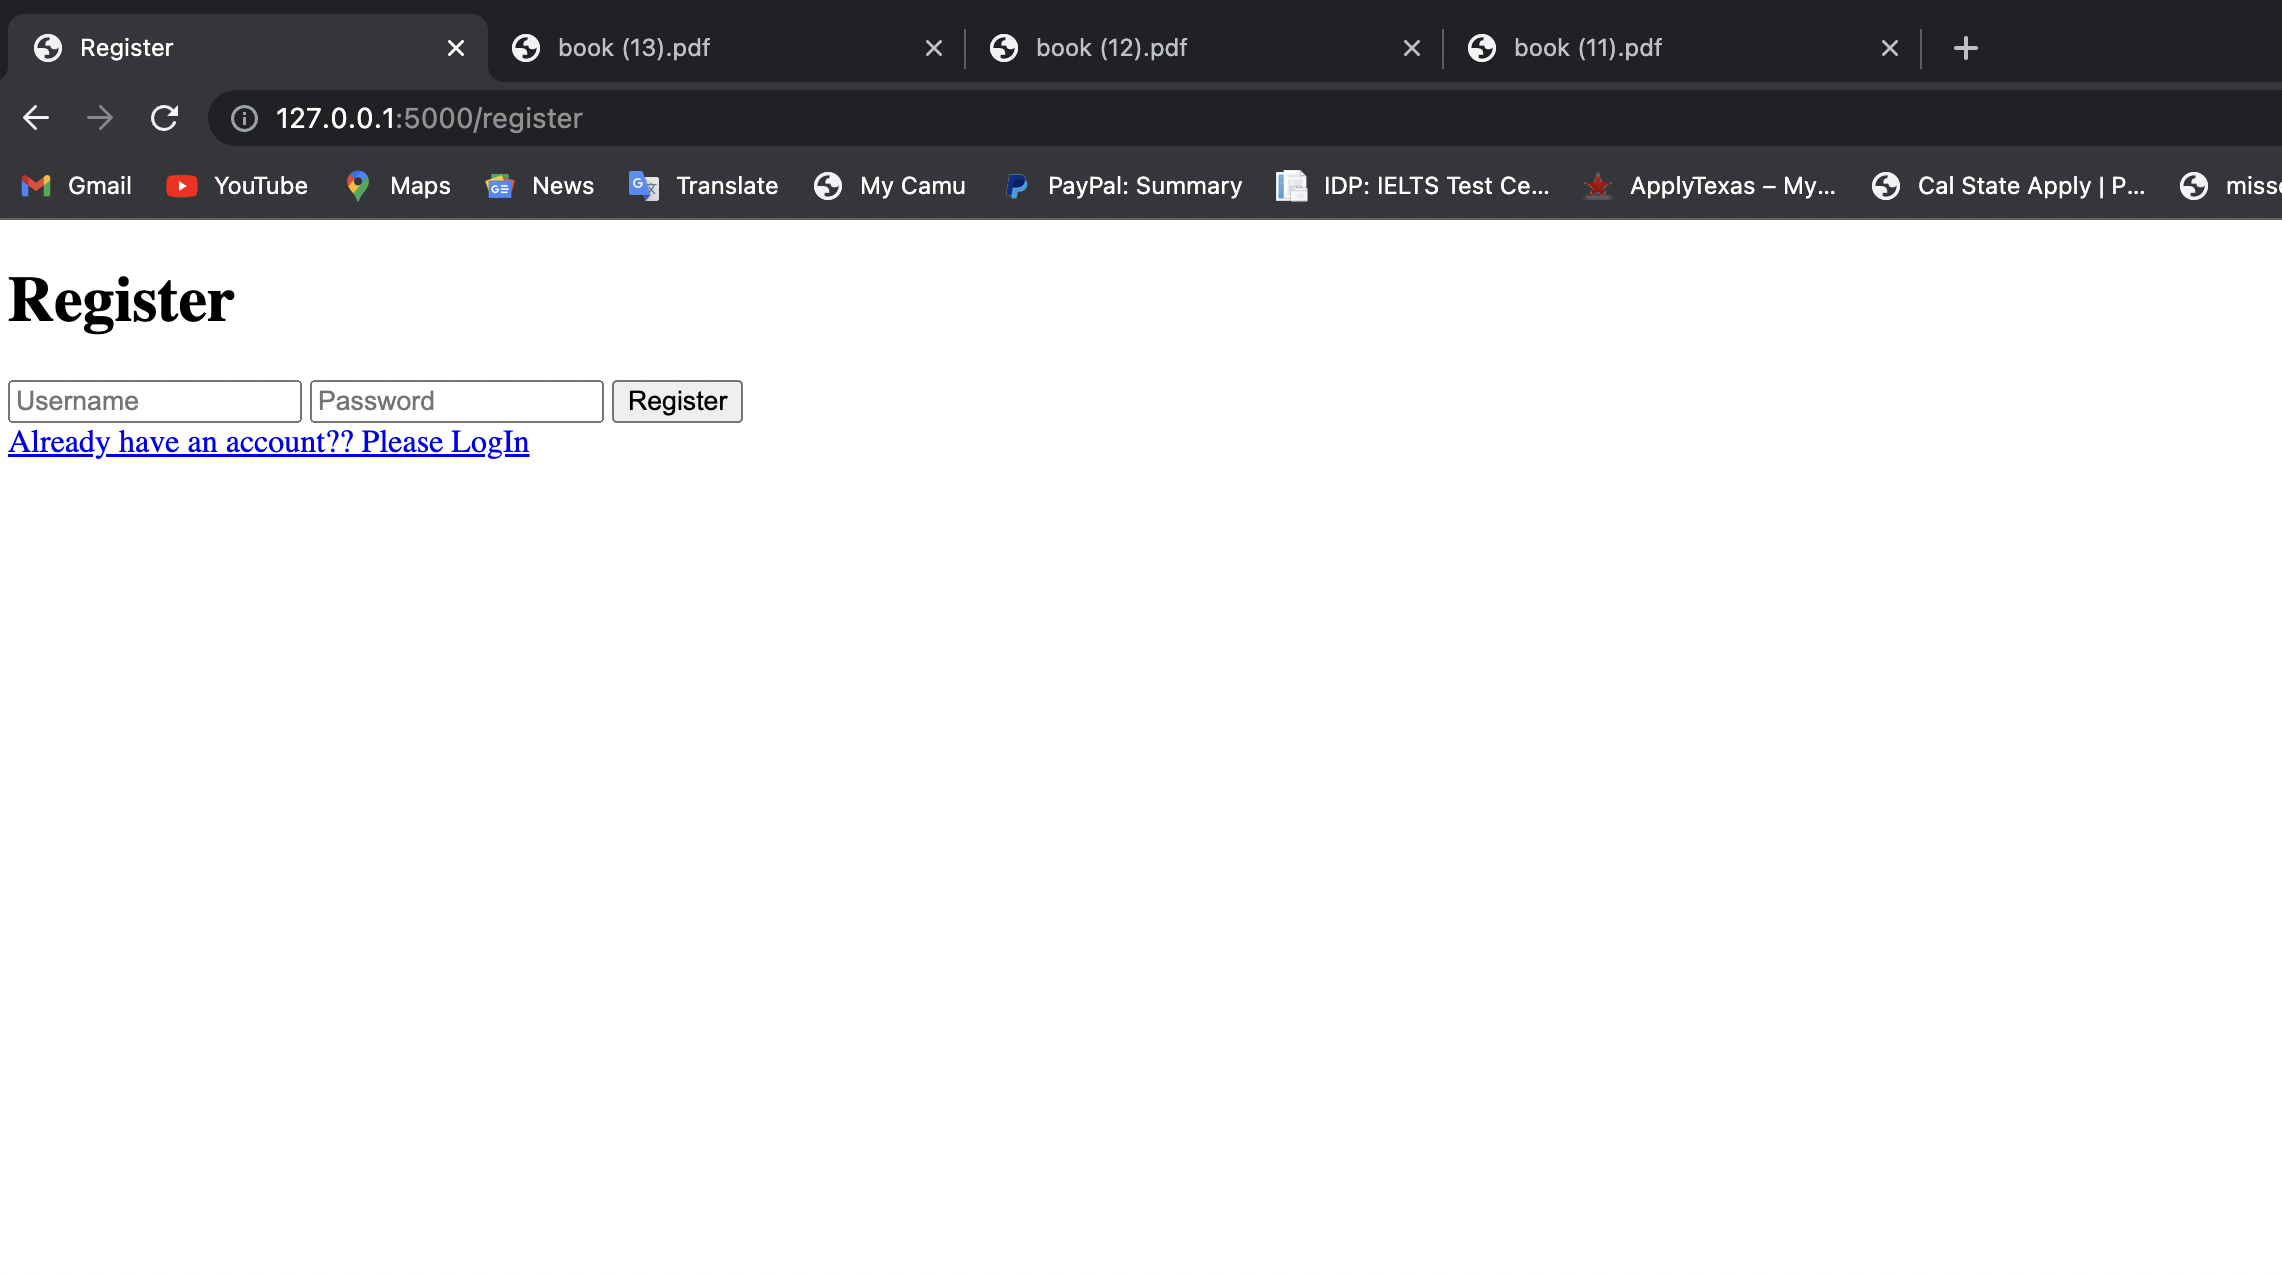 Register
book (13).pdf
book (12).pdf
book (11).pdf
127.0.0.1:5000/register
Gmail
YouTube
Maps
News
Translate
My Camu
PayPal: Summary
IDP: IELTS Test Ce...
ApplyTexas – My...
Cal State Apply | P...
Register
Username Password Register
Already have an account?? Please LogIn